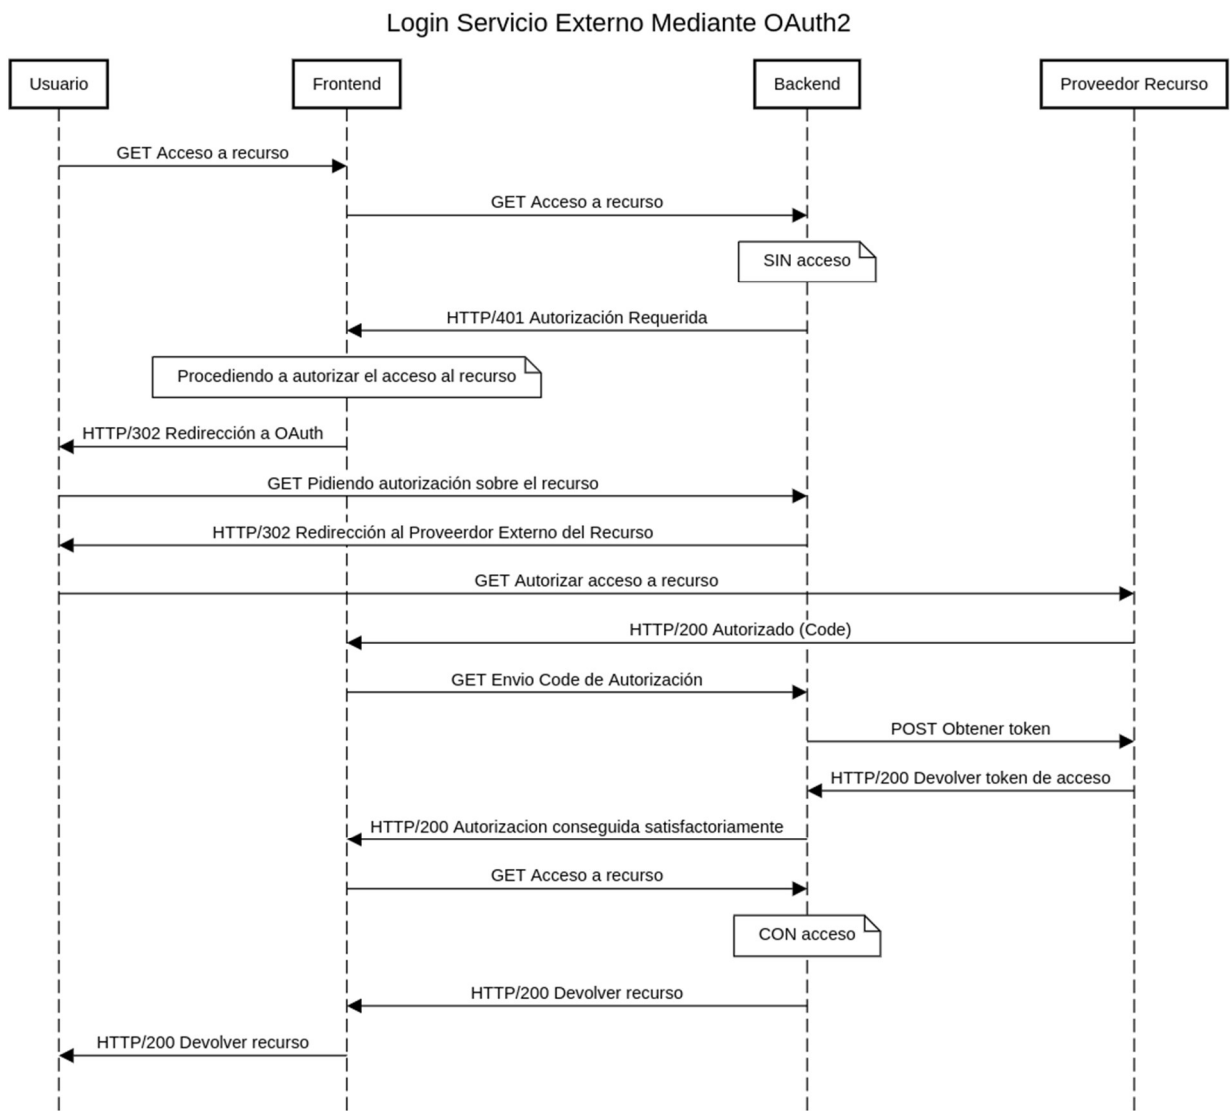 Login Servicio Externo Mediante OAuth2
Usuario
Frontend
Backend
Proveedor Recurso
GET Acceso a recurso
GET Acceso a recurso
SIN acceso
HTTP/401 Autorización Requerida
Procediendo a autorizar el acceso al recurso
HTTP/302 Redirección a OAuth
GET Pidiendo autorización sobre el recurso
HTTP/302 Redirección al Proveerdor Externo del Recurso
GET Autorizar acceso a recurso
HTTP/200 Autorizado (Code)
GET Envio Code de Autorización
POST Obtener token
HTTP/200 Devolver token de acceso
HTTP/200 Autorizacion conseguida satisfactoriamente
GET Acceso a recurso
CON acceso
HTTP/200 Devolver recurso
HTTP/200 Devolver recurso